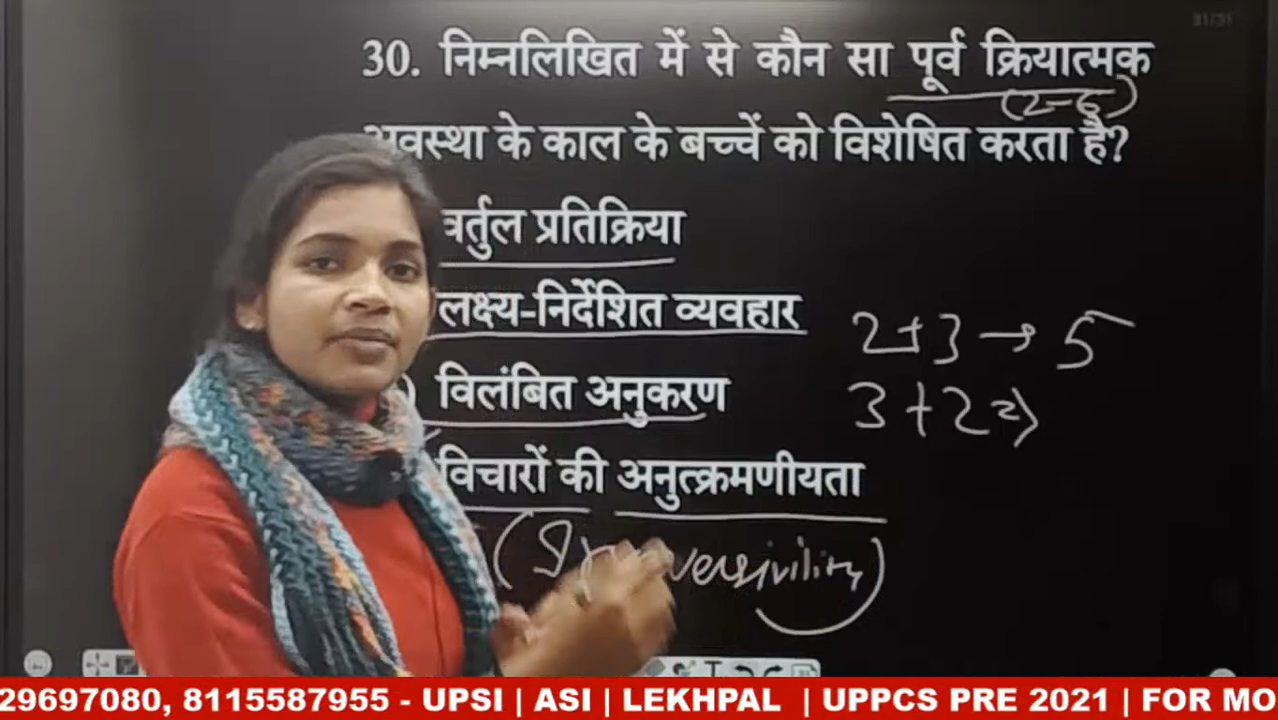 30. निम्नलिखित में से कौन सा पूर्व क्रियात्मक
(2-6)
अवस्था के काल के बच्चें को विशेषित करता है?
वर्तुल प्रतिक्रिया
लक्ष्य-निर्देशित व्यवहार
2+3 → 5
) विलंबित अनुकरण
3+2 ⇒
विचारों की अनुत्क्रमणीयता
29697080, 8115587955 - UPSI | ASI | LEKHPAL | UPPCS PRE 2021 | FOR MO